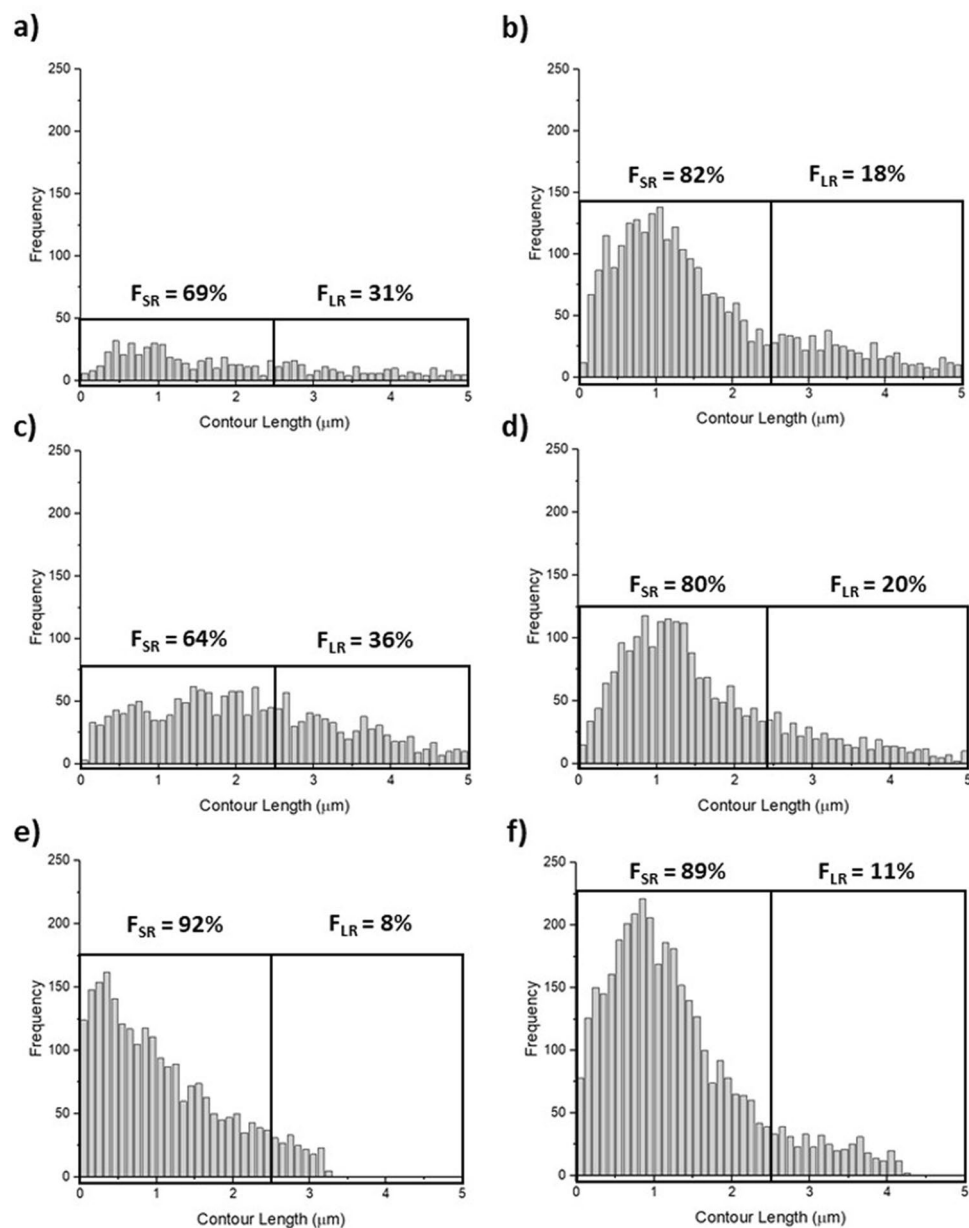 a)
250
200
150
100
50
0
Frequency
F_SR = 69%
F_LR = 31%
0 1 2 3 4 5
Contour Length (μm)
b)
250
200
150
100
50
0
Frequency
F_SR = 82%
F_LR = 18%
0 1 2 3 4 5
Contour Length (μm)
c)
250
200
150
100
50
0
Frequency
F_SR = 64%
F_LR = 36%
0 1 2 3 4 5
Contour Length (μm)
d)
250
200
150
100
50
0
Frequency
F_SR = 80%
F_LR = 20%
0 1 2 3 4 5
Contour Length (μm)
e)
250
200
150
100
50
0
Frequency
F_SR = 92%
F_LR = 8%
0 1 2 3 4 5
Contour Length (μm)
f)
250
200
150
100
50
0
Frequency
F_SR = 89%
F_LR = 11%
0 1 2 3 4 5
Contour Length (μm)